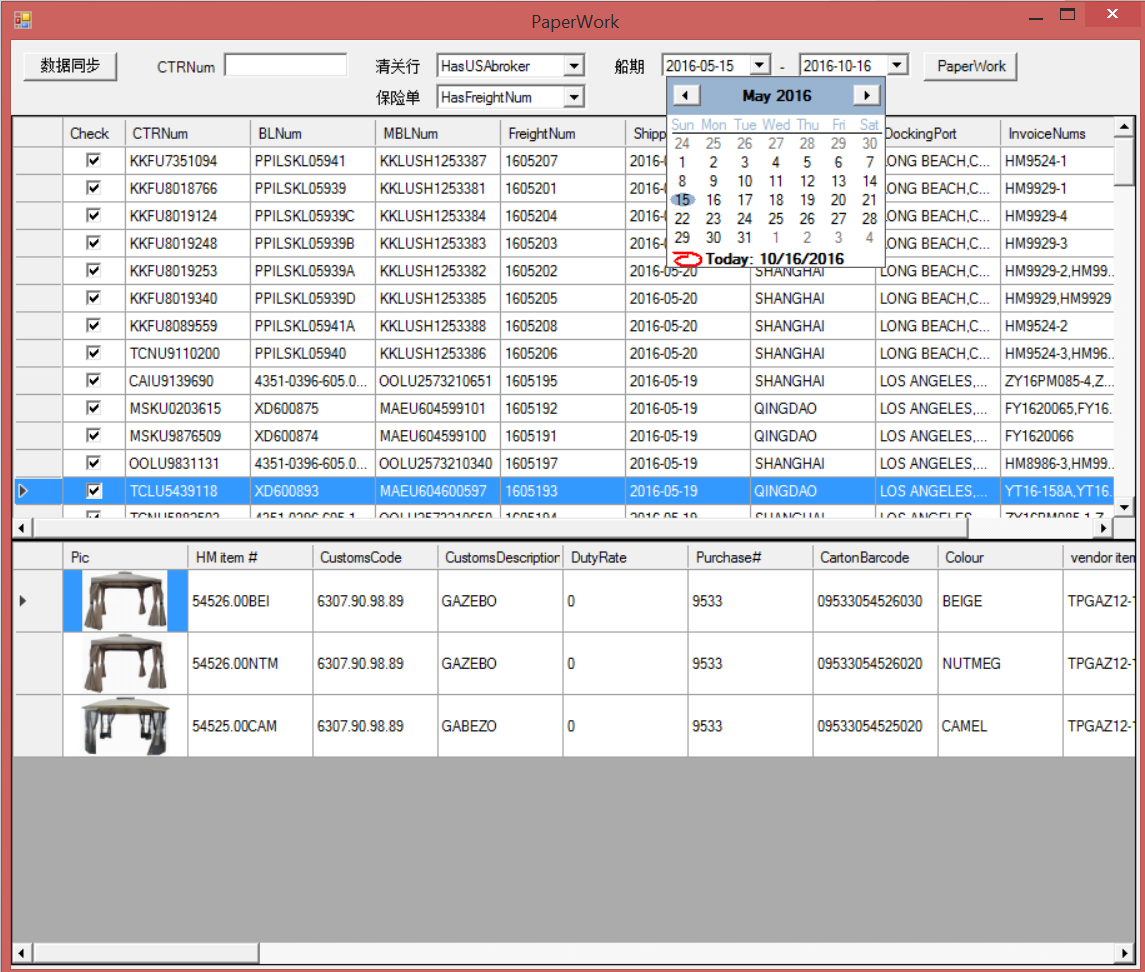 PaperWork
数据同步 CTRNum 清关行 HasUSAbroker 船期 2016-05-15 - 2016-10-16 PaperWork
保险单 HasFreightNum
May 2016
Sun Mon Tue Wed Thu Fri Sat
24 25 26 27 28 29 30
1 2 3 4 5 6 7
8 9 10 11 12 13 14
15 16 17 18 19 20 21
22 23 24 25 26 27 28
29 30 31 1 2 3 4
Today: 10/16/2016
Check CTRNum BLNum MBLNum FreightNum Shipp DockingPort InvoiceNums
KKFU7351094 PPILSKL05941 KKLUSH1253387 1605207 2016- LONG BEACH,C... HM9524-1
KKFU8018766 PPILSKL05939 KKLUSH1253381 1605201 2016- LONG BEACH,C... HM9929-1
KKFU8019124 PPILSKL05939C KKLUSH1253384 1605204 2016- LONG BEACH,C... HM9929-4
KKFU8019248 PPILSKL05939B KKLUSH1253383 1605203 2016- LONG BEACH,C... HM9929-3
KKFU8019253 PPILSKL05939A KKLUSH1253382 1605202 2016-05-20 SHANGHAI LONG BEACH,C... HM9929-2,HM99...
KKFU8019340 PPILSKL05939D KKLUSH1253385 1605205 2016-05-20 SHANGHAI LONG BEACH,C... HM9929,HM9929
KKFU8089559 PPILSKL05941A KKLUSH1253388 1605208 2016-05-20 SHANGHAI LONG BEACH,C... HM9524-2
TCNU9110200 PPILSKL05940 KKLUSH1253386 1605206 2016-05-20 SHANGHAI LONG BEACH,C... HM9524-3,HM96...
CAIU9139690 4351-0396-605.0... OOLU2573210651 1605195 2016-05-19 SHANGHAI LOS ANGELES,... ZY16PM085-4,Z...
MSKU0203615 XD600875 MAEU604599101 1605192 2016-05-19 QINGDAO LOS ANGELES,... FY1620065,FY16...
MSKU9876509 XD600874 MAEU604599100 1605191 2016-05-19 QINGDAO LOS ANGELES,... FY1620066
OOLU9831131 4351-0396-605.0... OOLU2573210340 1605197 2016-05-19 SHANGHAI LOS ANGELES,... HM8986-3,HM99...
TCLU5439118 XD600893 MAEU604600597 1605193 2016-05-19 QINGDAO LOS ANGELES,... YT16-158A,YT16...
Pic HM item # CustomsCode CustomsDescription DutyRate Purchase# CartonBarcode Colour vendor item
54526.00BEI 6307.90.98.89 GAZEBO 0 9533 09533054526030 BEIGE TPGAZ12-
54526.00NTM 6307.90.98.89 GAZEBO 0 9533 09533054526020 NUTMEG TPGAZ12-
54525.00CAM 6307.90.98.89 GABEZO 0 9533 09533054525020 CAMEL TPGAZ12-